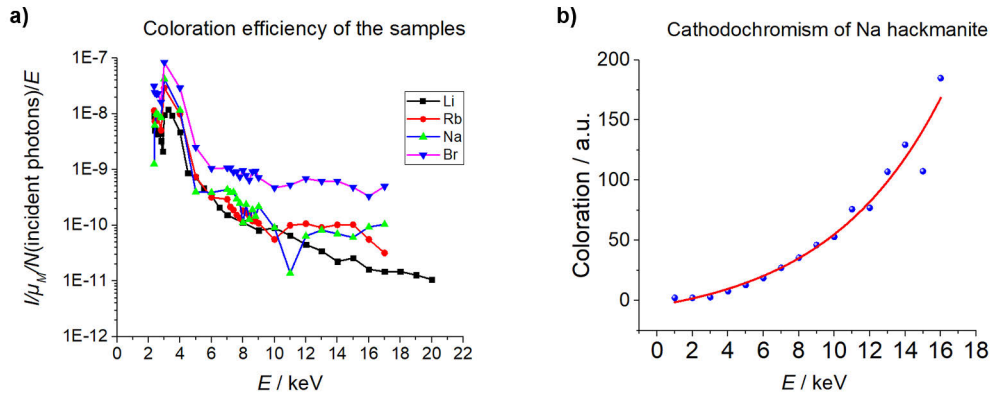 a)
Coloration efficiency of the samples
I/μM/N(incident photons)/E
1E-7
1E-8
1E-9
1E-10
1E-11
1E-12
Li
Rb
Na
Br
0 2 4 6 8 10 12 14 16 18 20 22
E / keV
b)
Cathodochromism of Na hackmanite
Coloration / a.u.
200
150
100
50
0
0 2 4 6 8 10 12 14 16 18
E / keV